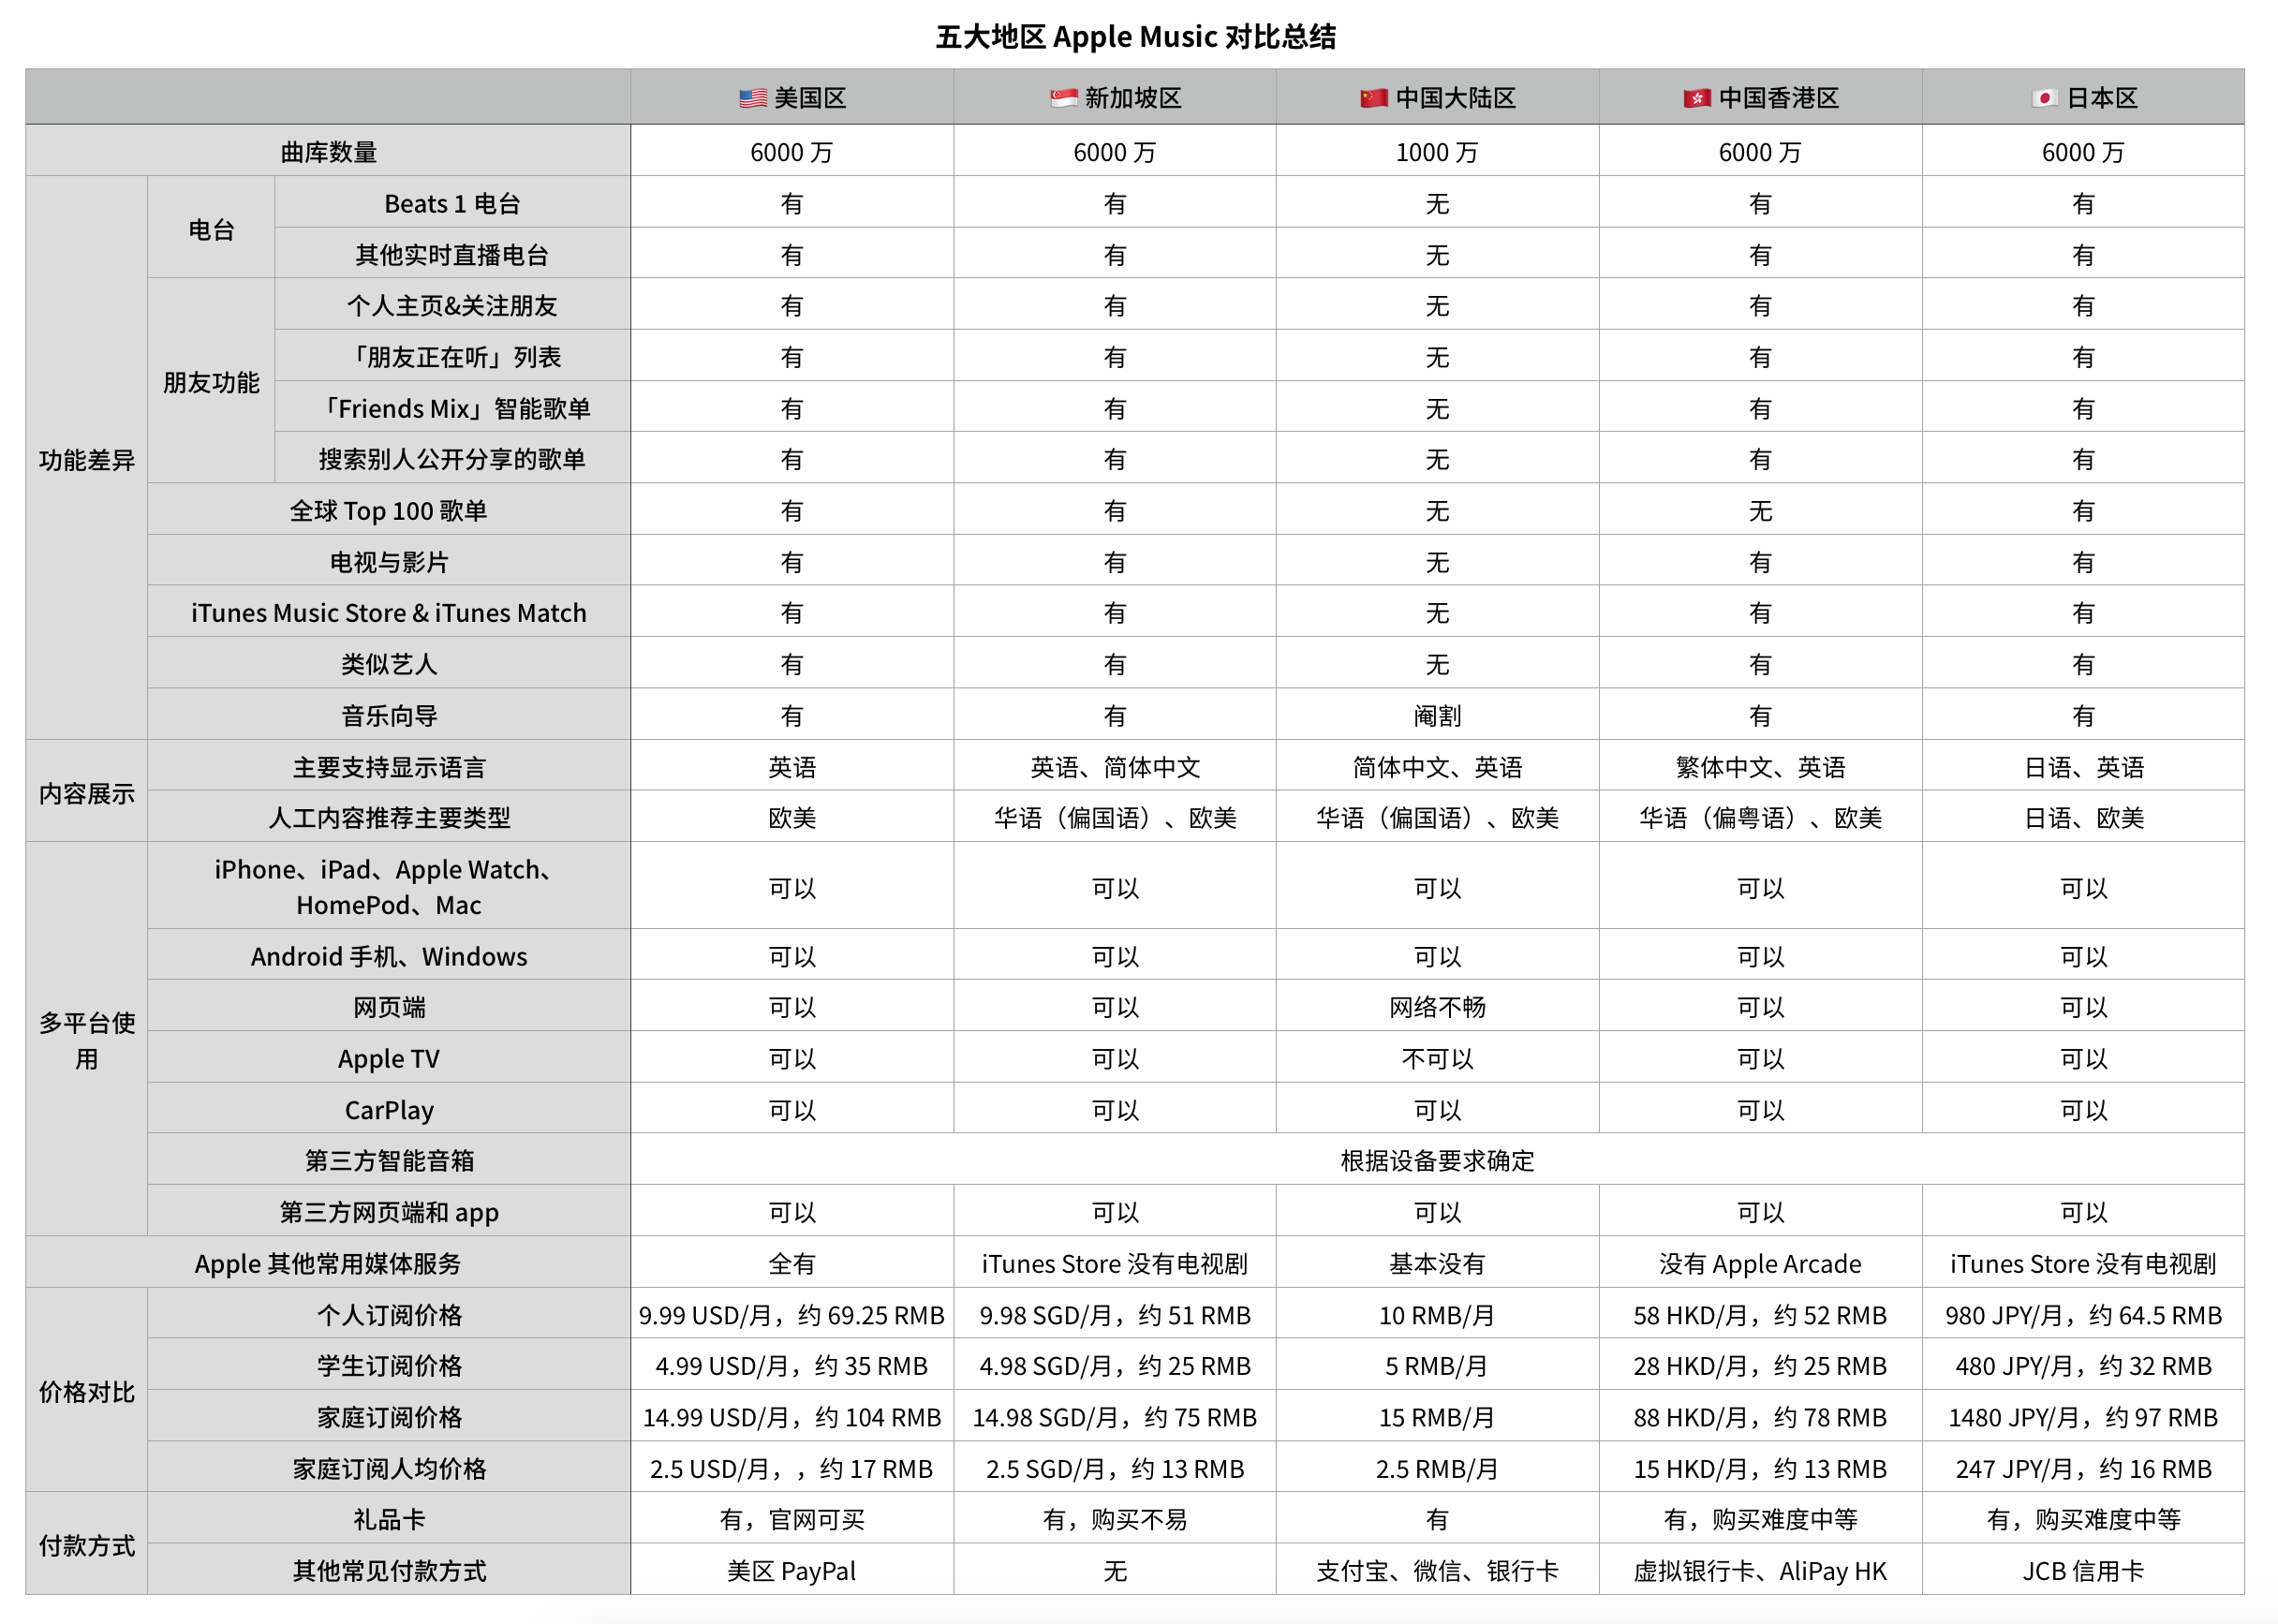 五大地区 Apple Music 对比总结
🇺🇸 美国区 🇸🇬 新加坡区 🇨🇳 中国大陆区 🇭🇰 中国香港区 🇯🇵 日本区
曲库数量 6000 万 6000 万 1000 万 6000 万 6000 万
功能差异 电台 Beats 1 电台 有 有 无 有 有
其他实时直播电台 有 有 无 有 有
朋友功能 个人主页&关注朋友 有 有 无 有 有
「朋友正在听」列表 有 有 无 有 有
「Friends Mix」智能歌单 有 有 无 有 有
搜索别人公开分享的歌单 有 有 无 有 有
全球 Top 100 歌单 有 有 无 无 有
电视与影片 有 有 无 有 有
iTunes Music Store & iTunes Match 有 有 无 有 有
类似艺人 有 有 无 有 有
音乐向导 有 有 阉割 有 有
内容展示 主要支持显示语言 英语 英语、简体中文 简体中文、英语 繁体中文、英语 日语、英语
人工内容推荐主要类型 欧美 华语（偏国语）、欧美 华语（偏国语）、欧美 华语（偏粤语）、欧美 日语、欧美
多平台使
用
iPhone、iPad、Apple Watch、
HomePod、Mac
可以 可以 可以 可以 可以
Android 手机、Windows 可以 可以 可以 可以 可以
网页端 可以 可以 网络不畅 可以 可以
Apple TV 可以 可以 不可以 可以 可以
CarPlay 可以 可以 可以 可以 可以
第三方智能音箱 根据设备要求确定
第三方网页端和 app 可以 可以 可以 可以 可以
Apple 其他常用媒体服务 全有 iTunes Store 没有电视剧 基本没有 没有 Apple Arcade iTunes Store 没有电视剧
价格对比 个人订阅价格 9.99 USD/月，约 69.25 RMB 9.98 SGD/月，约 51 RMB 10 RMB/月 58 HKD/月，约 52 RMB 980 JPY/月，约 64.5 RMB
学生订阅价格 4.99 USD/月，约 35 RMB 4.98 SGD/月，约 25 RMB 5 RMB/月 28 HKD/月，约 25 RMB 480 JPY/月，约 32 RMB
家庭订阅价格 14.99 USD/月，约 104 RMB 14.98 SGD/月，约 75 RMB 15 RMB/月 88 HKD/月，约 78 RMB 1480 JPY/月，约 97 RMB
家庭订阅人均价格 2.5 USD/月，，约 17 RMB 2.5 SGD/月，约 13 RMB 2.5 RMB/月 15 HKD/月，约 13 RMB 247 JPY/月，约 16 RMB
付款方式 礼品卡 有，官网可买 有，购买不易 有 有，购买难度中等 有，购买难度中等
其他常见付款方式 美区 PayPal 无 支付宝、微信、银行卡 虚拟银行卡、AliPay HK JCB 信用卡